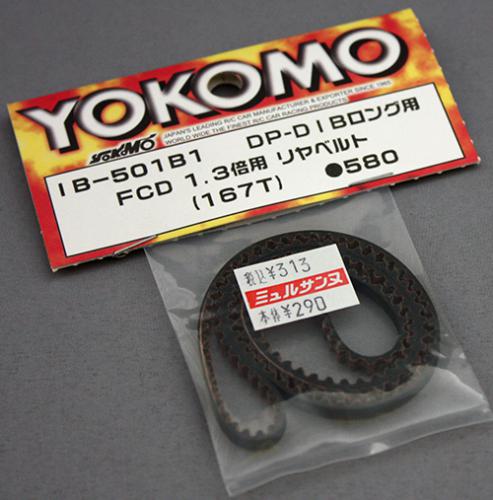 YOKOMO
JAPAN'S LEADING R/C CAR MANUFACTURER & EXPORTER SINCE 1965
WORLD WIDE THE FINEST R/C CAR RACING PRODUCTS
YOKOMO
IB-501B1 DP-DIBロング用
FCD 1.3倍用 リヤベルト
(167T) ●580
税込¥313
ミュルサンヌ
本体¥290